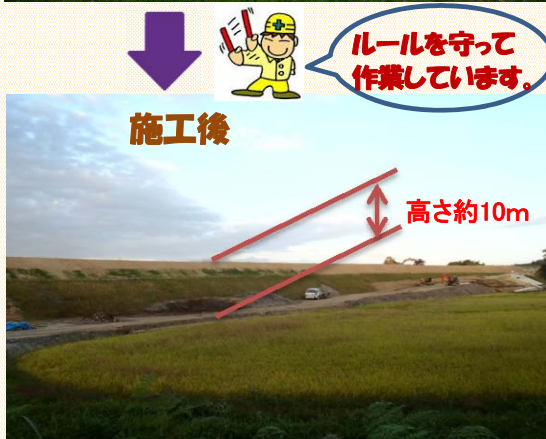 ルールを守って
作業しています。
施工後
高さ約10m